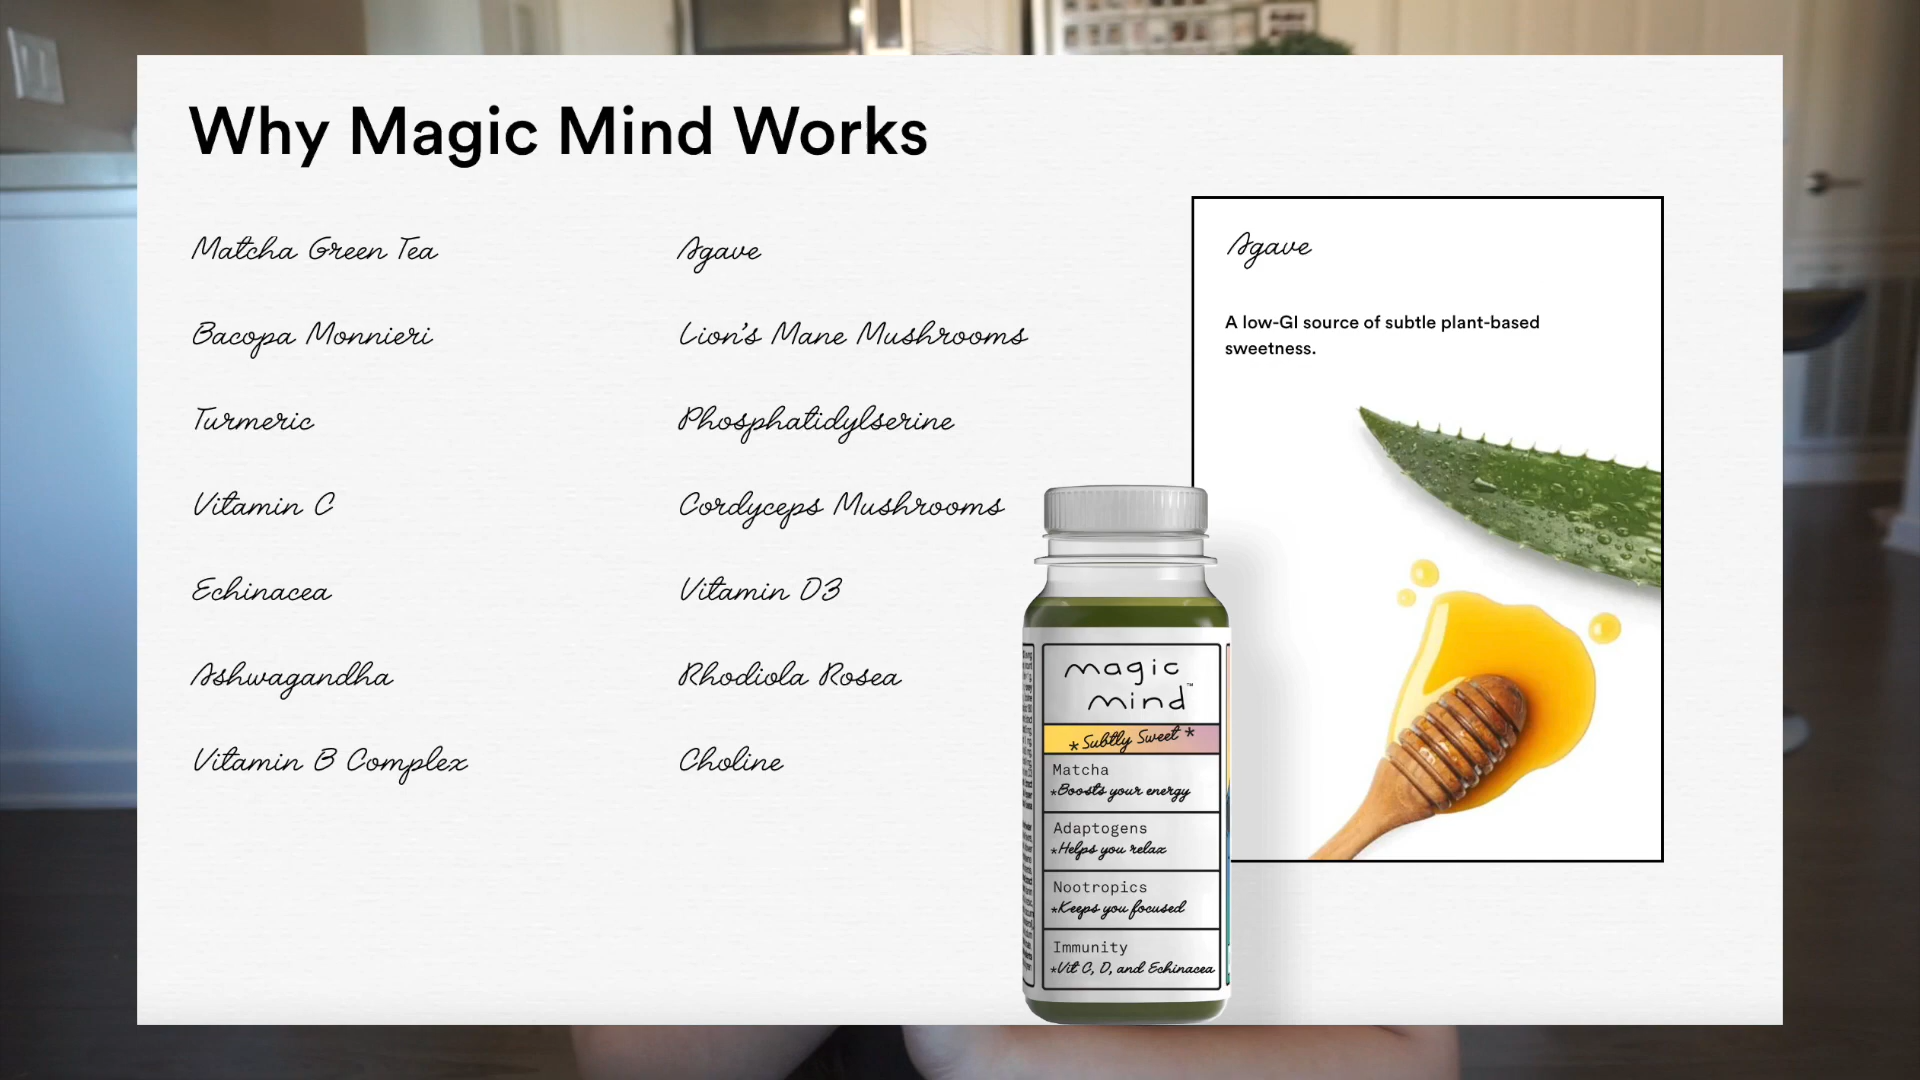 Why Magic Mind Works
Matcha Green Tea
Bacopa Monnieri
Turmeric
Vitamin C
Echinacea
Ashwagandha
Vitamin B Complex
Agave
Lion's Mane Mushrooms
Phosphatidylserine
Cordyceps Mushrooms
Vitamin D3
Rhodiola Rosea
Choline
Agave
A low-GI source of subtle plant-based
sweetness.
magic
mind™
*Subtly Sweet*
Matcha
*Boosts your energy
Adaptogens
*Helps you relax
Nootropics
*Keeps you focused
Immunity
*Vit C, D, and Echinacea